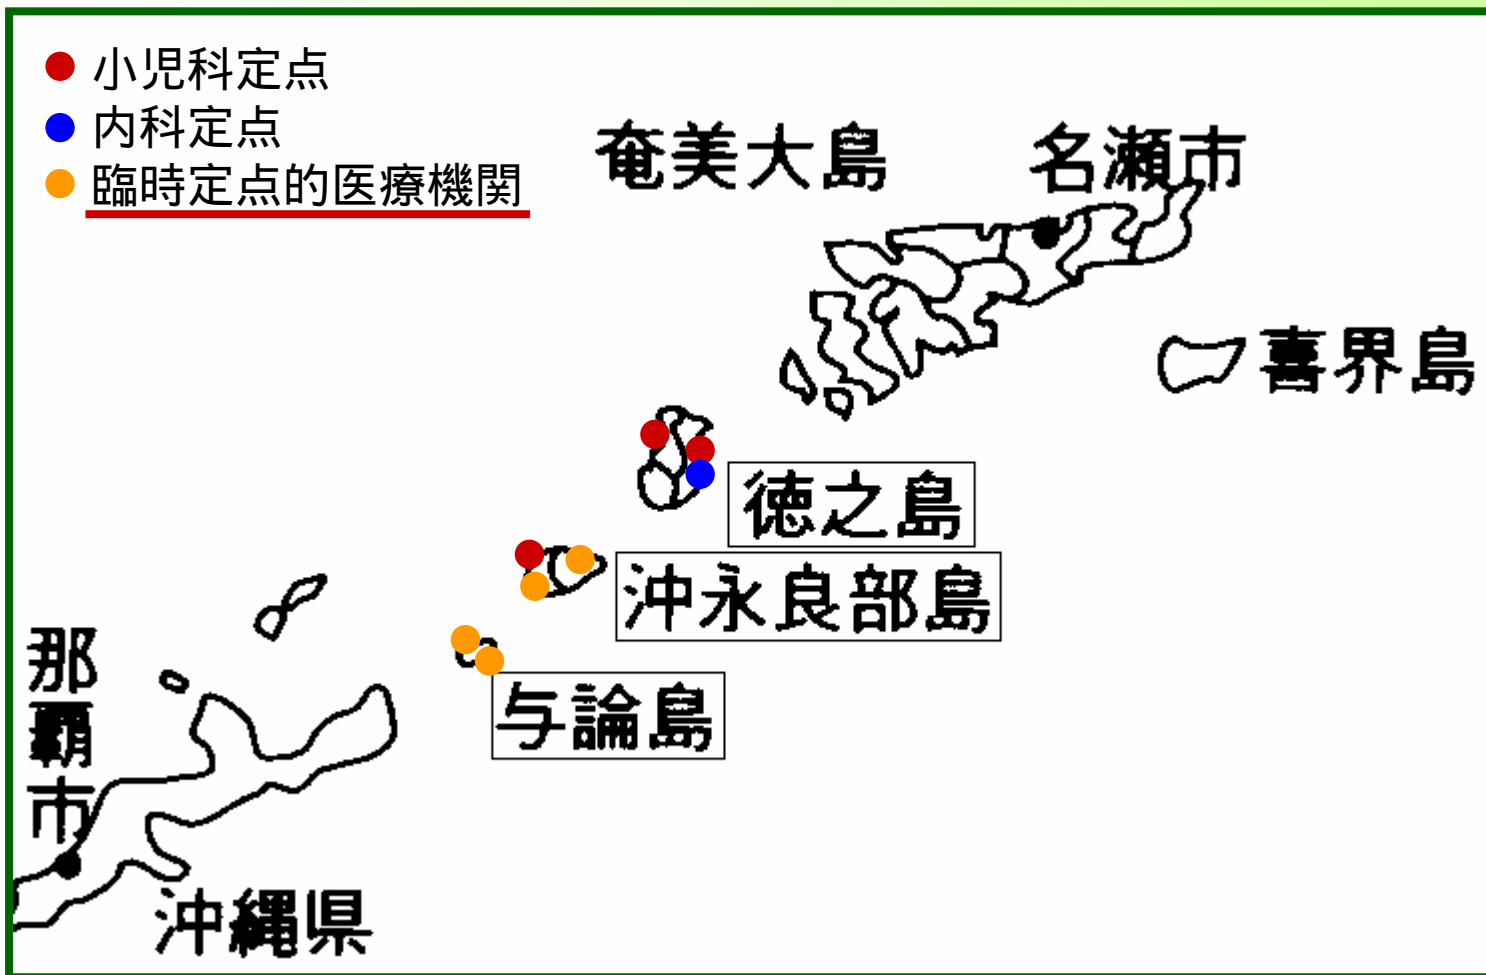 小児科定点
内科定点
臨時定点的医療機関
奄美大島
名瀬市
喜界島
徳之島
沖永良部島
与論島
那覇市
沖縄県